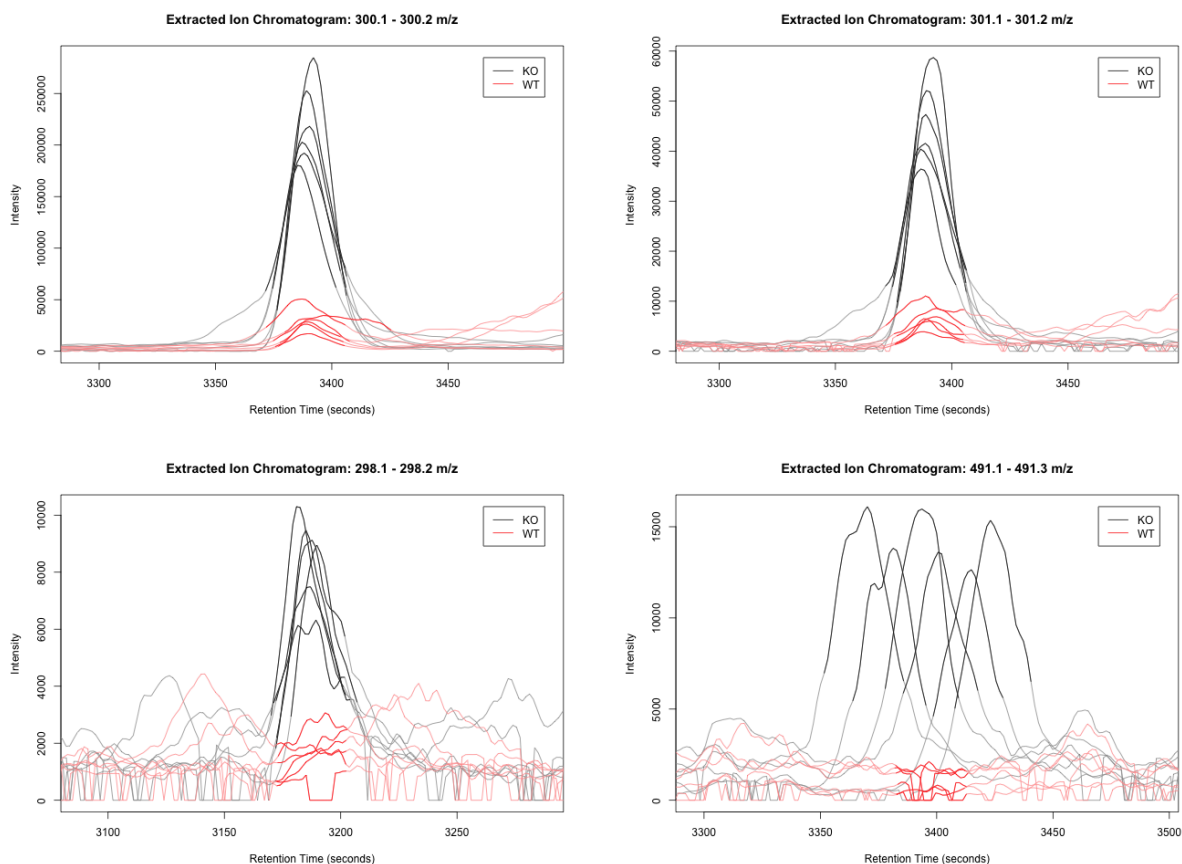 Extracted Ion Chromatogram: 300.1 - 300.2 m/z
Intensity
250000
200000
150000
100000
50000
0
KO
WT
3300
3350
3400
3450
Retention Time (seconds)
Extracted Ion Chromatogram: 301.1 - 301.2 m/z
Intensity
60000
50000
40000
30000
20000
10000
0
KO
WT
3300
3350
3400
3450
Retention Time (seconds)
Extracted Ion Chromatogram: 298.1 - 298.2 m/z
Intensity
10000
8000
6000
4000
2000
0
KO
WT
3100
3150
3200
3250
Retention Time (seconds)
Extracted Ion Chromatogram: 491.1 - 491.3 m/z
Intensity
15000
10000
5000
0
KO
WT
3300
3350
3400
3450
3500
Retention Time (seconds)